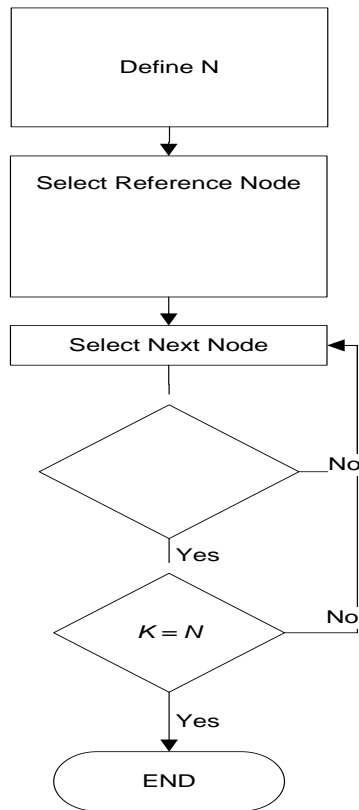 Define N
Select Reference Node
Select Next Node
No
Yes
K = N
No
Yes
END